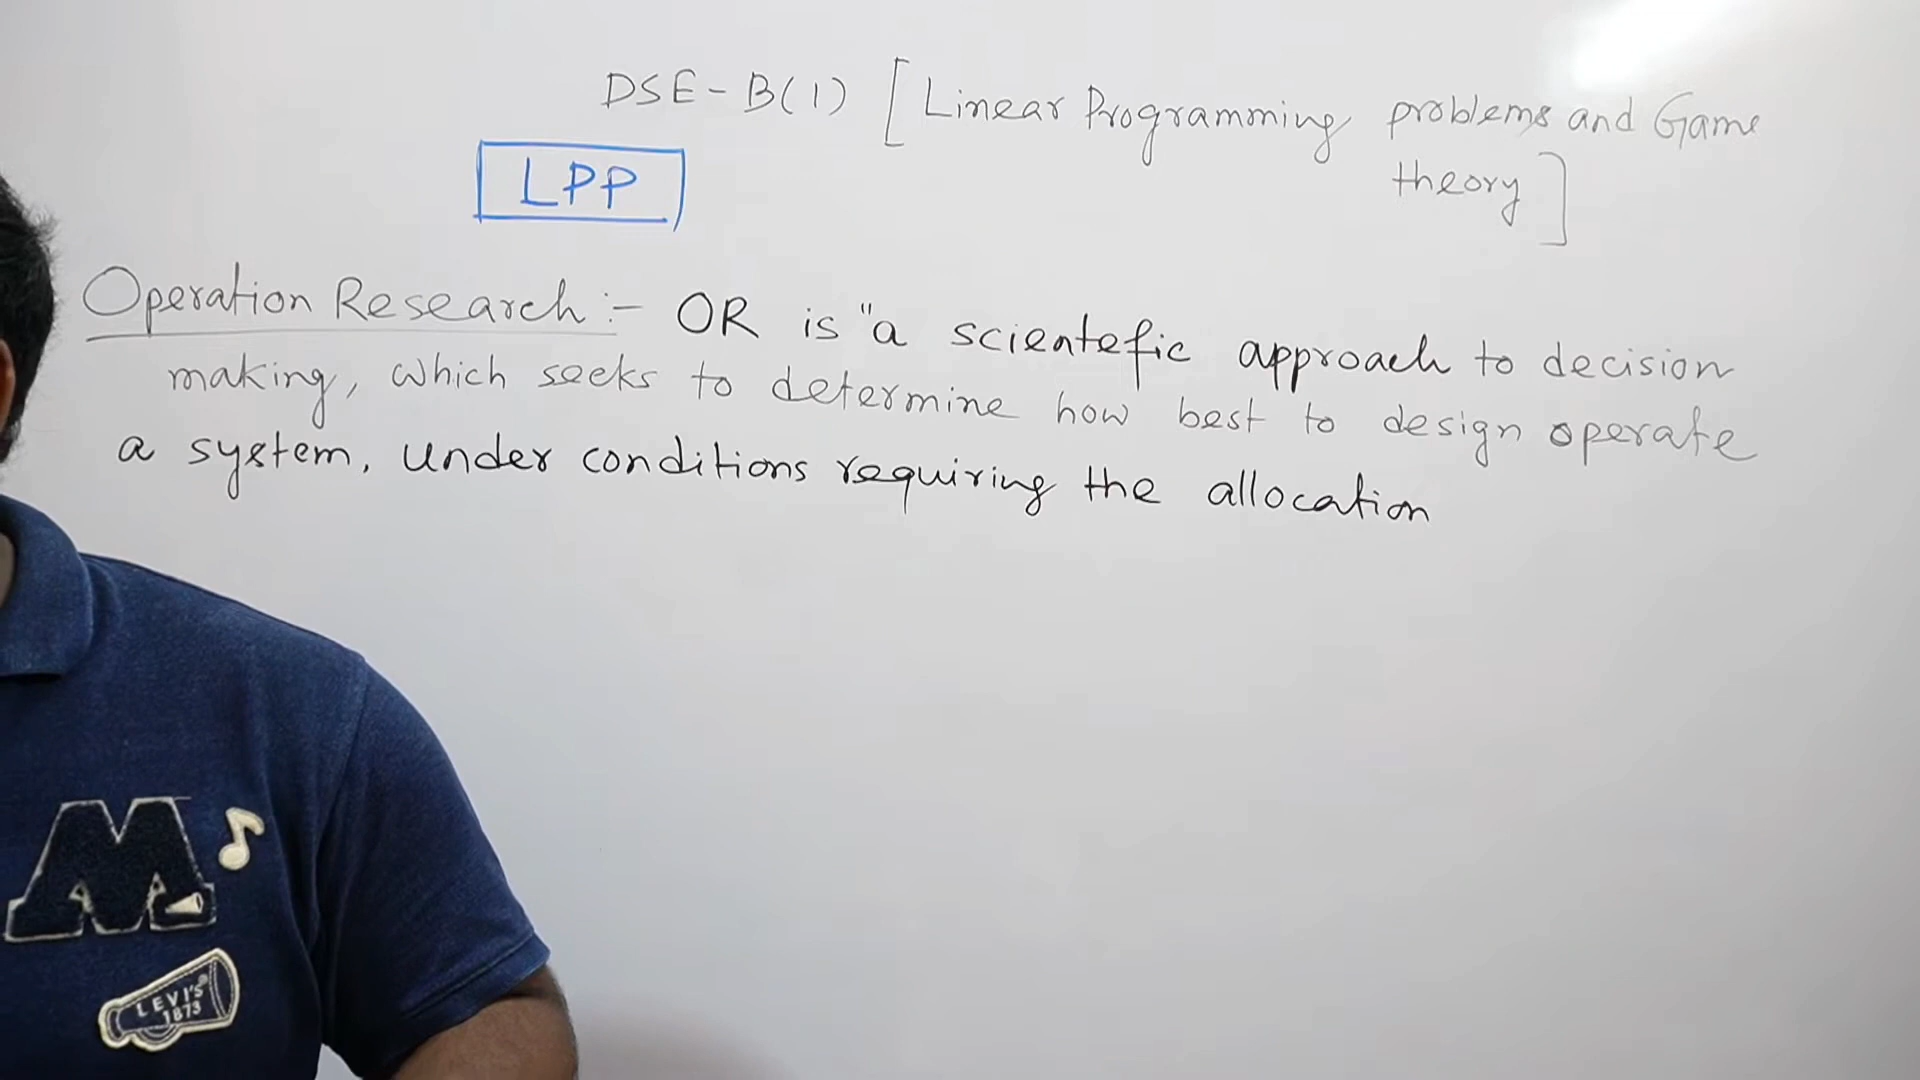 DSE - B(1) [Linear Programming problems and Game
theory]
LPP
Operation Research :- OR is "a scientefic approach to decision
making, which seeks to determine how best to design operate
a system, under conditions requiring the allocation
M
LEVI'S
1873